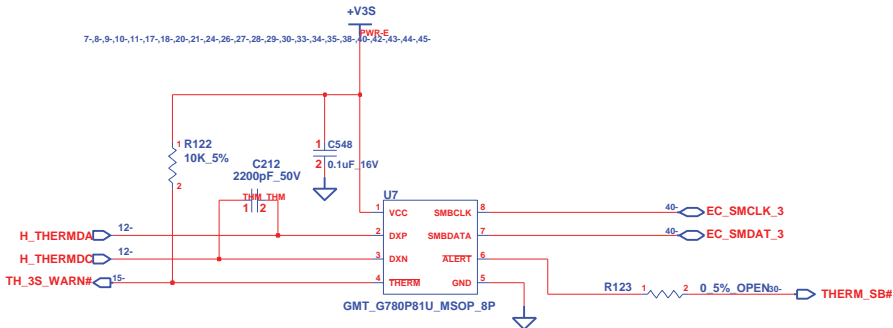 +V3S
PWR-E
7-,8-,9-,10-,11-,17-,18-,20-,21-,24-,26-,27-,28-,29-,30-,33-,34-,35-,38-,40-,42-,43-,44-,45-
1 R122
10K_5%
2
1 C548
2 0.1uF_16V
C212
2200pF_50V
THM THM
1 2
U7
1 VCC SMBCLK 8 40- EC_SMCLK_3
H_THERMDA 12- 2 DXP SMBDATA 7 40- EC_SMDAT_3
H_THERMDC 12- 3 DXN ALERT 6
TH_3S_WARN# 15- 4 THERM GND 5
R123 1 2 0_5%_OPEN 30- THERM_SB#
GMT_G780P81U_MSOP_8P